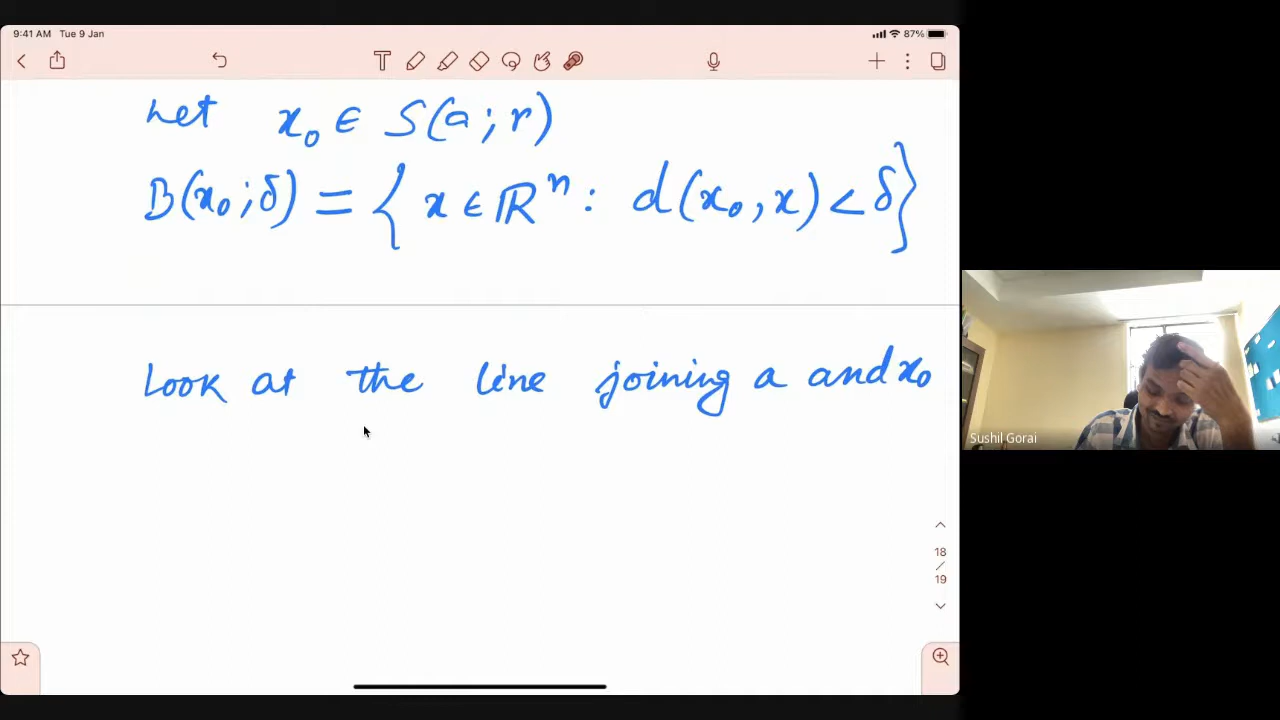 9:41 AM Tue 9 Jan
87%
T
Let x₀ ∈ S(a; r)
B(x₀; δ) = { x ∈ ℝⁿ : d(x₀, x) < δ }
Look at the line joining a and x₀
Sushil Gorai
18
/
19